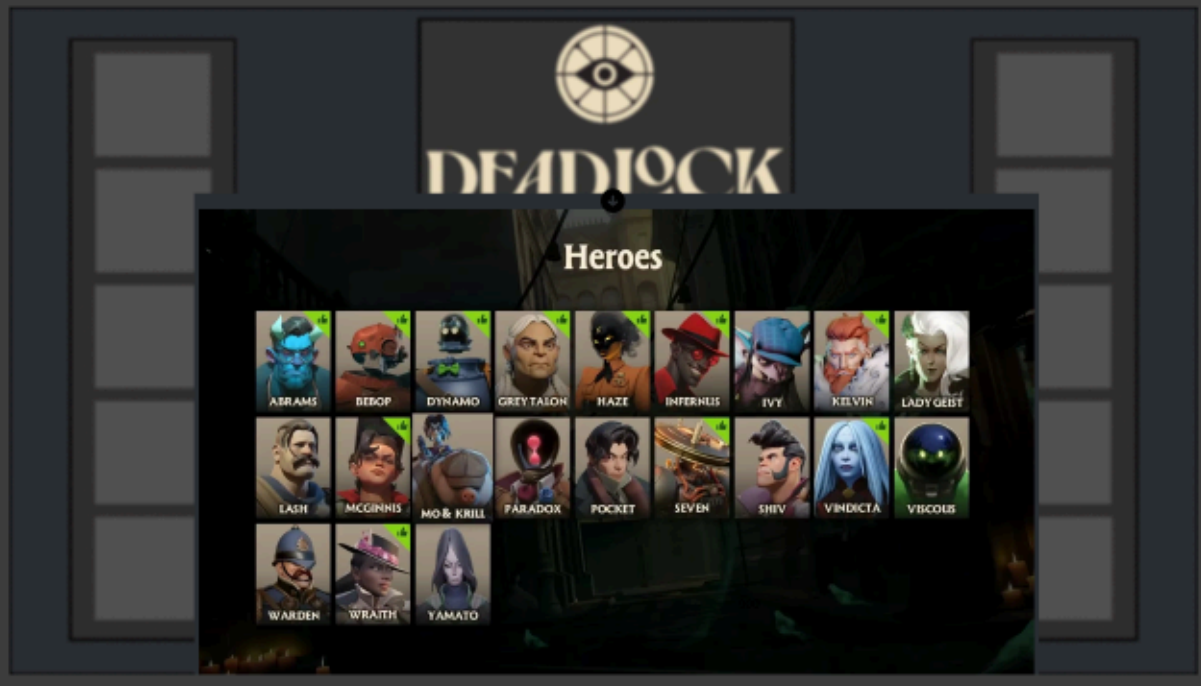 DEADLOCK
Heroes
ABRAMS BEBOP DYNAMO GREY TALON HAZE INFERNUS IVY KELVIN LADY GEIST
LASH MCGINNIS MO & KRILL PARADOX POCKET SEVEN SHIV VINDICTA VISCOUS
WARDEN WRAITH YAMATO